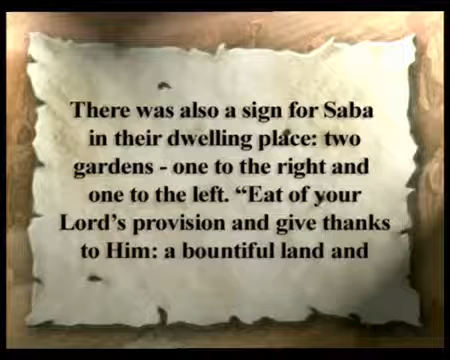 There was also a sign for Saba
in their dwelling place: two
gardens - one to the right and
one to the left. “Eat of your
Lord’s provision and give thanks
to Him: a bountiful land and